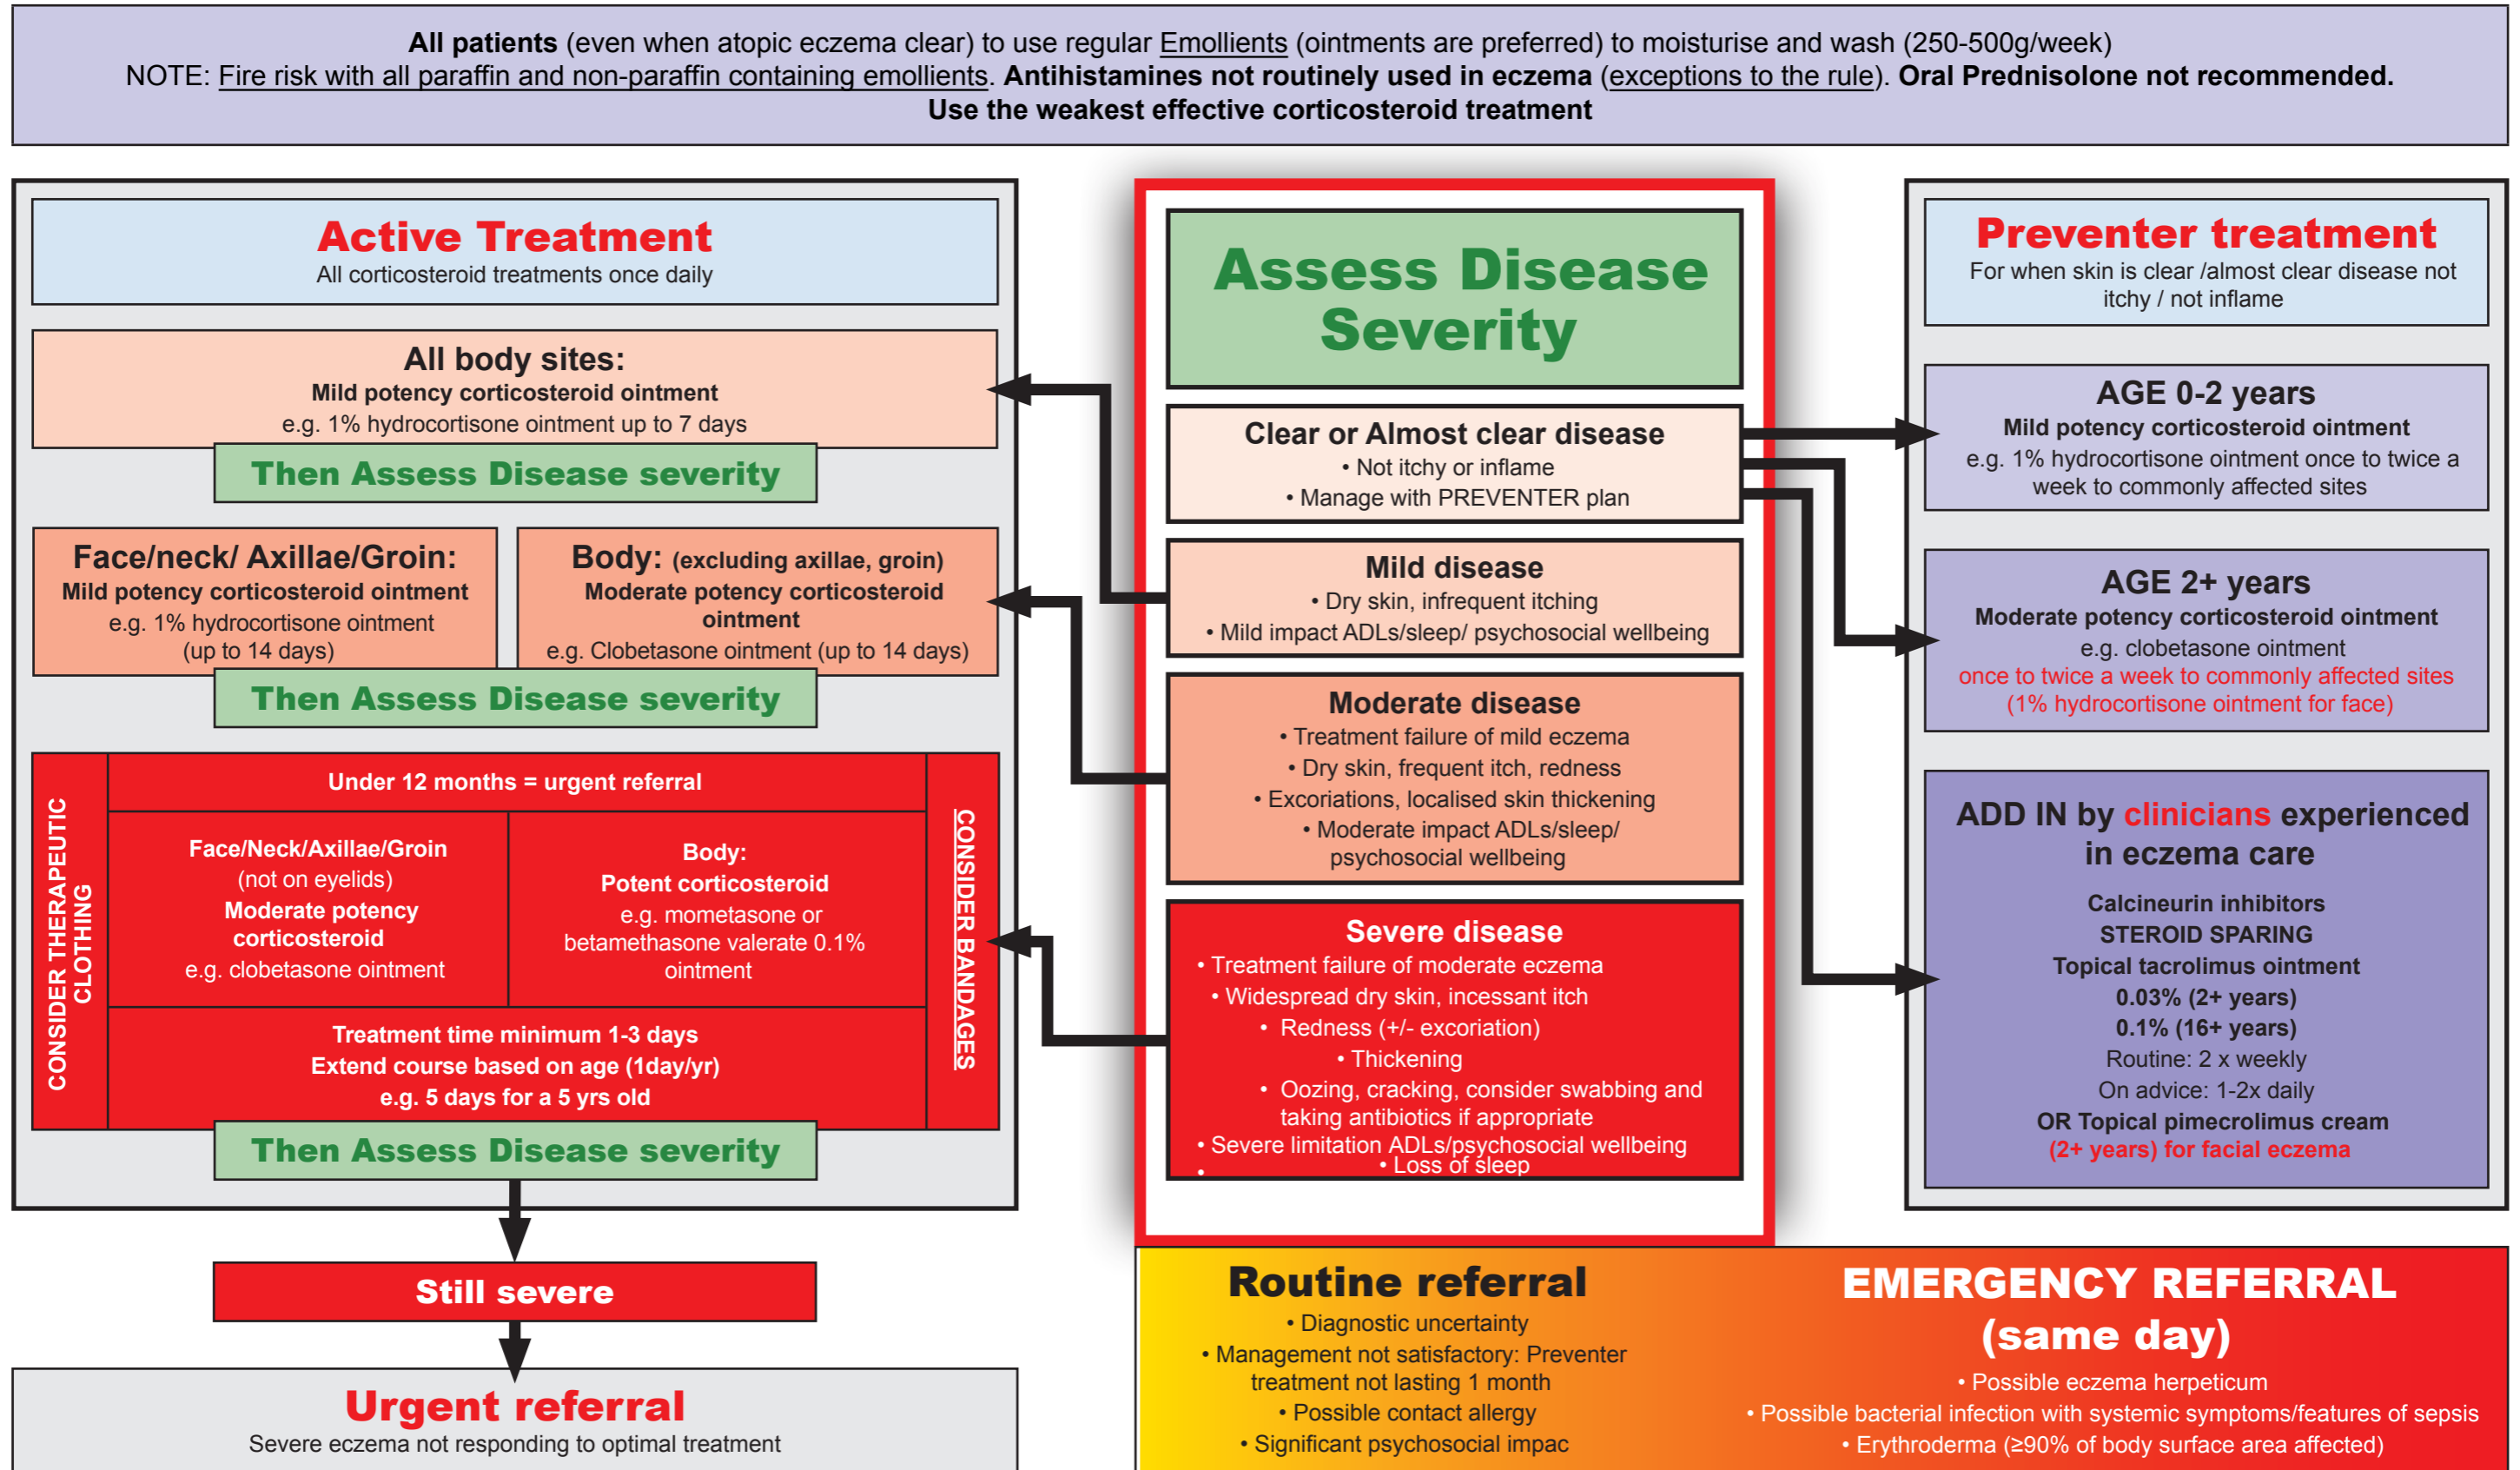 All patients (even when atopic eczema clear) to use regular Emollients (ointments are preferred) to moisturise and wash (250-500g/week)
NOTE: Fire risk with all paraffin and non-paraffin containing emollients. Antihistamines not routinely used in eczema (exceptions to the rule). Oral Prednisolone not recommended.
Use the weakest effective corticosteroid treatment
Active Treatment
All corticosteroid treatments once daily
All body sites:
Mild potency corticosteroid ointment
e.g. 1% hydrocortisone ointment up to 7 days
Then Assess Disease severity
Face/neck/ Axillae/Groin:
Mild potency corticosteroid ointment
e.g. 1% hydrocortisone ointment
(up to 14 days)
Body: (excluding axillae, groin)
Moderate potency corticosteroid
ointment
e.g. Clobetasone ointment (up to 14 days)
Then Assess Disease severity
CONSIDER THERAPEUTIC
CLOTHING
Under 12 months = urgent referral
Face/Neck/Axillae/Groin
(not on eyelids)
Moderate potency
corticosteroid
e.g. clobetasone ointment
Body:
Potent corticosteroid
e.g. mometasone or
betamethasone valerate 0.1%
ointment
CONSIDER BANDAGES
Treatment time minimum 1-3 days
Extend course based on age (1day/yr)
e.g. 5 days for a 5 yrs old
Then Assess Disease severity
Still severe
Urgent referral
Severe eczema not responding to optimal treatment
Assess Disease
Severity
Clear or Almost clear disease
• Not itchy or inflame
• Manage with PREVENTER plan
Mild disease
• Dry skin, infrequent itching
• Mild impact ADLs/sleep/ psychosocial wellbeing
Moderate disease
• Treatment failure of mild eczema
• Dry skin, frequent itch, redness
• Excoriations, localised skin thickening
• Moderate impact ADLs/sleep/
psychosocial wellbeing
Severe disease
• Treatment failure of moderate eczema
• Widespread dry skin, incessant itch
• Redness (+/- excoriation)
• Thickening
• Oozing, cracking, consider swabbing and
taking antibiotics if appropriate
• Severe limitation ADLs/psychosocial wellbeing
• Loss of sleep
•
Preventer treatment
For when skin is clear /almost clear disease not
itchy / not inflame
AGE 0-2 years
Mild potency corticosteroid ointment
e.g. 1% hydrocortisone ointment once to twice a
week to commonly affected sites
AGE 2+ years
Moderate potency corticosteroid ointment
e.g. clobetasone ointment
once to twice a week to commonly affected sites
(1% hydrocortisone ointment for face)
ADD IN by clinicians experienced
in eczema care
Calcineurin inhibitors
STEROID SPARING
Topical tacrolimus ointment
0.03% (2+ years)
0.1% (16+ years)
Routine: 2 x weekly
On advice: 1-2x daily
OR Topical pimecrolimus cream
(2+ years) for facial eczema
Routine referral
• Diagnostic uncertainty
• Management not satisfactory: Preventer
treatment not lasting 1 month
• Possible contact allergy
• Significant psychosocial impac
EMERGENCY REFERRAL
(same day)
• Possible eczema herpeticum
• Possible bacterial infection with systemic symptoms/features of sepsis
• Erythroderma (≥90% of body surface area affected)